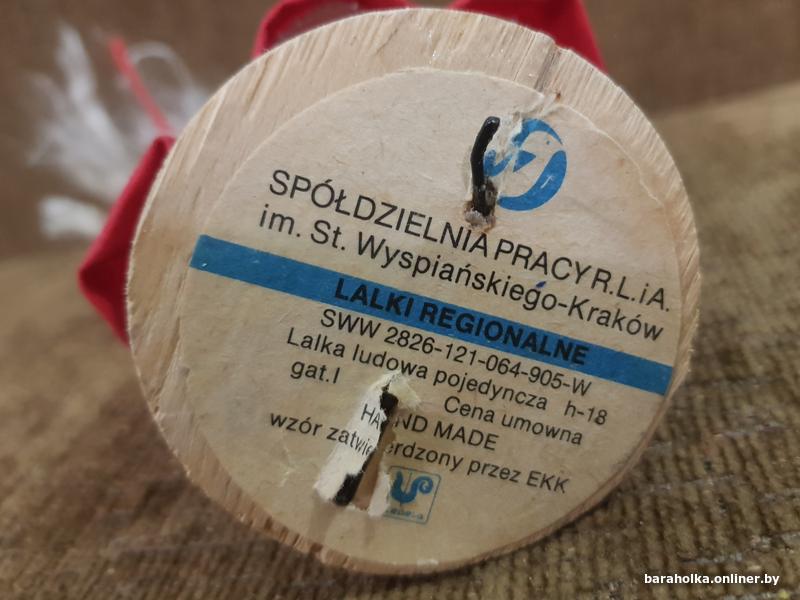 SPÓŁDZIELNIA PRACY R.L.iA.
im. St. Wyspiańskiego-Kraków
LALKI REGIONALNE
SWW 2826-121-064-905-W
Lalka ludowa pojedyncza h-18
gat.I Cena umowna
HAND MADE
wzór zatwierdzony przez EKK
baraholka.onliner.by